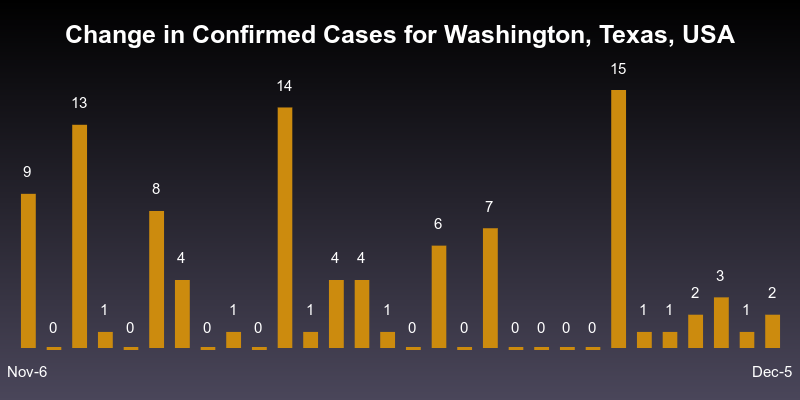 Change in Confirmed Cases for Washington, Texas, USA
9 0 13 1 0 8 4 0 1 0 14 1 4 4 1 0 6 0 7 0 0 0 0 15 1 1 2 3 1 2
Nov-6 Dec-5